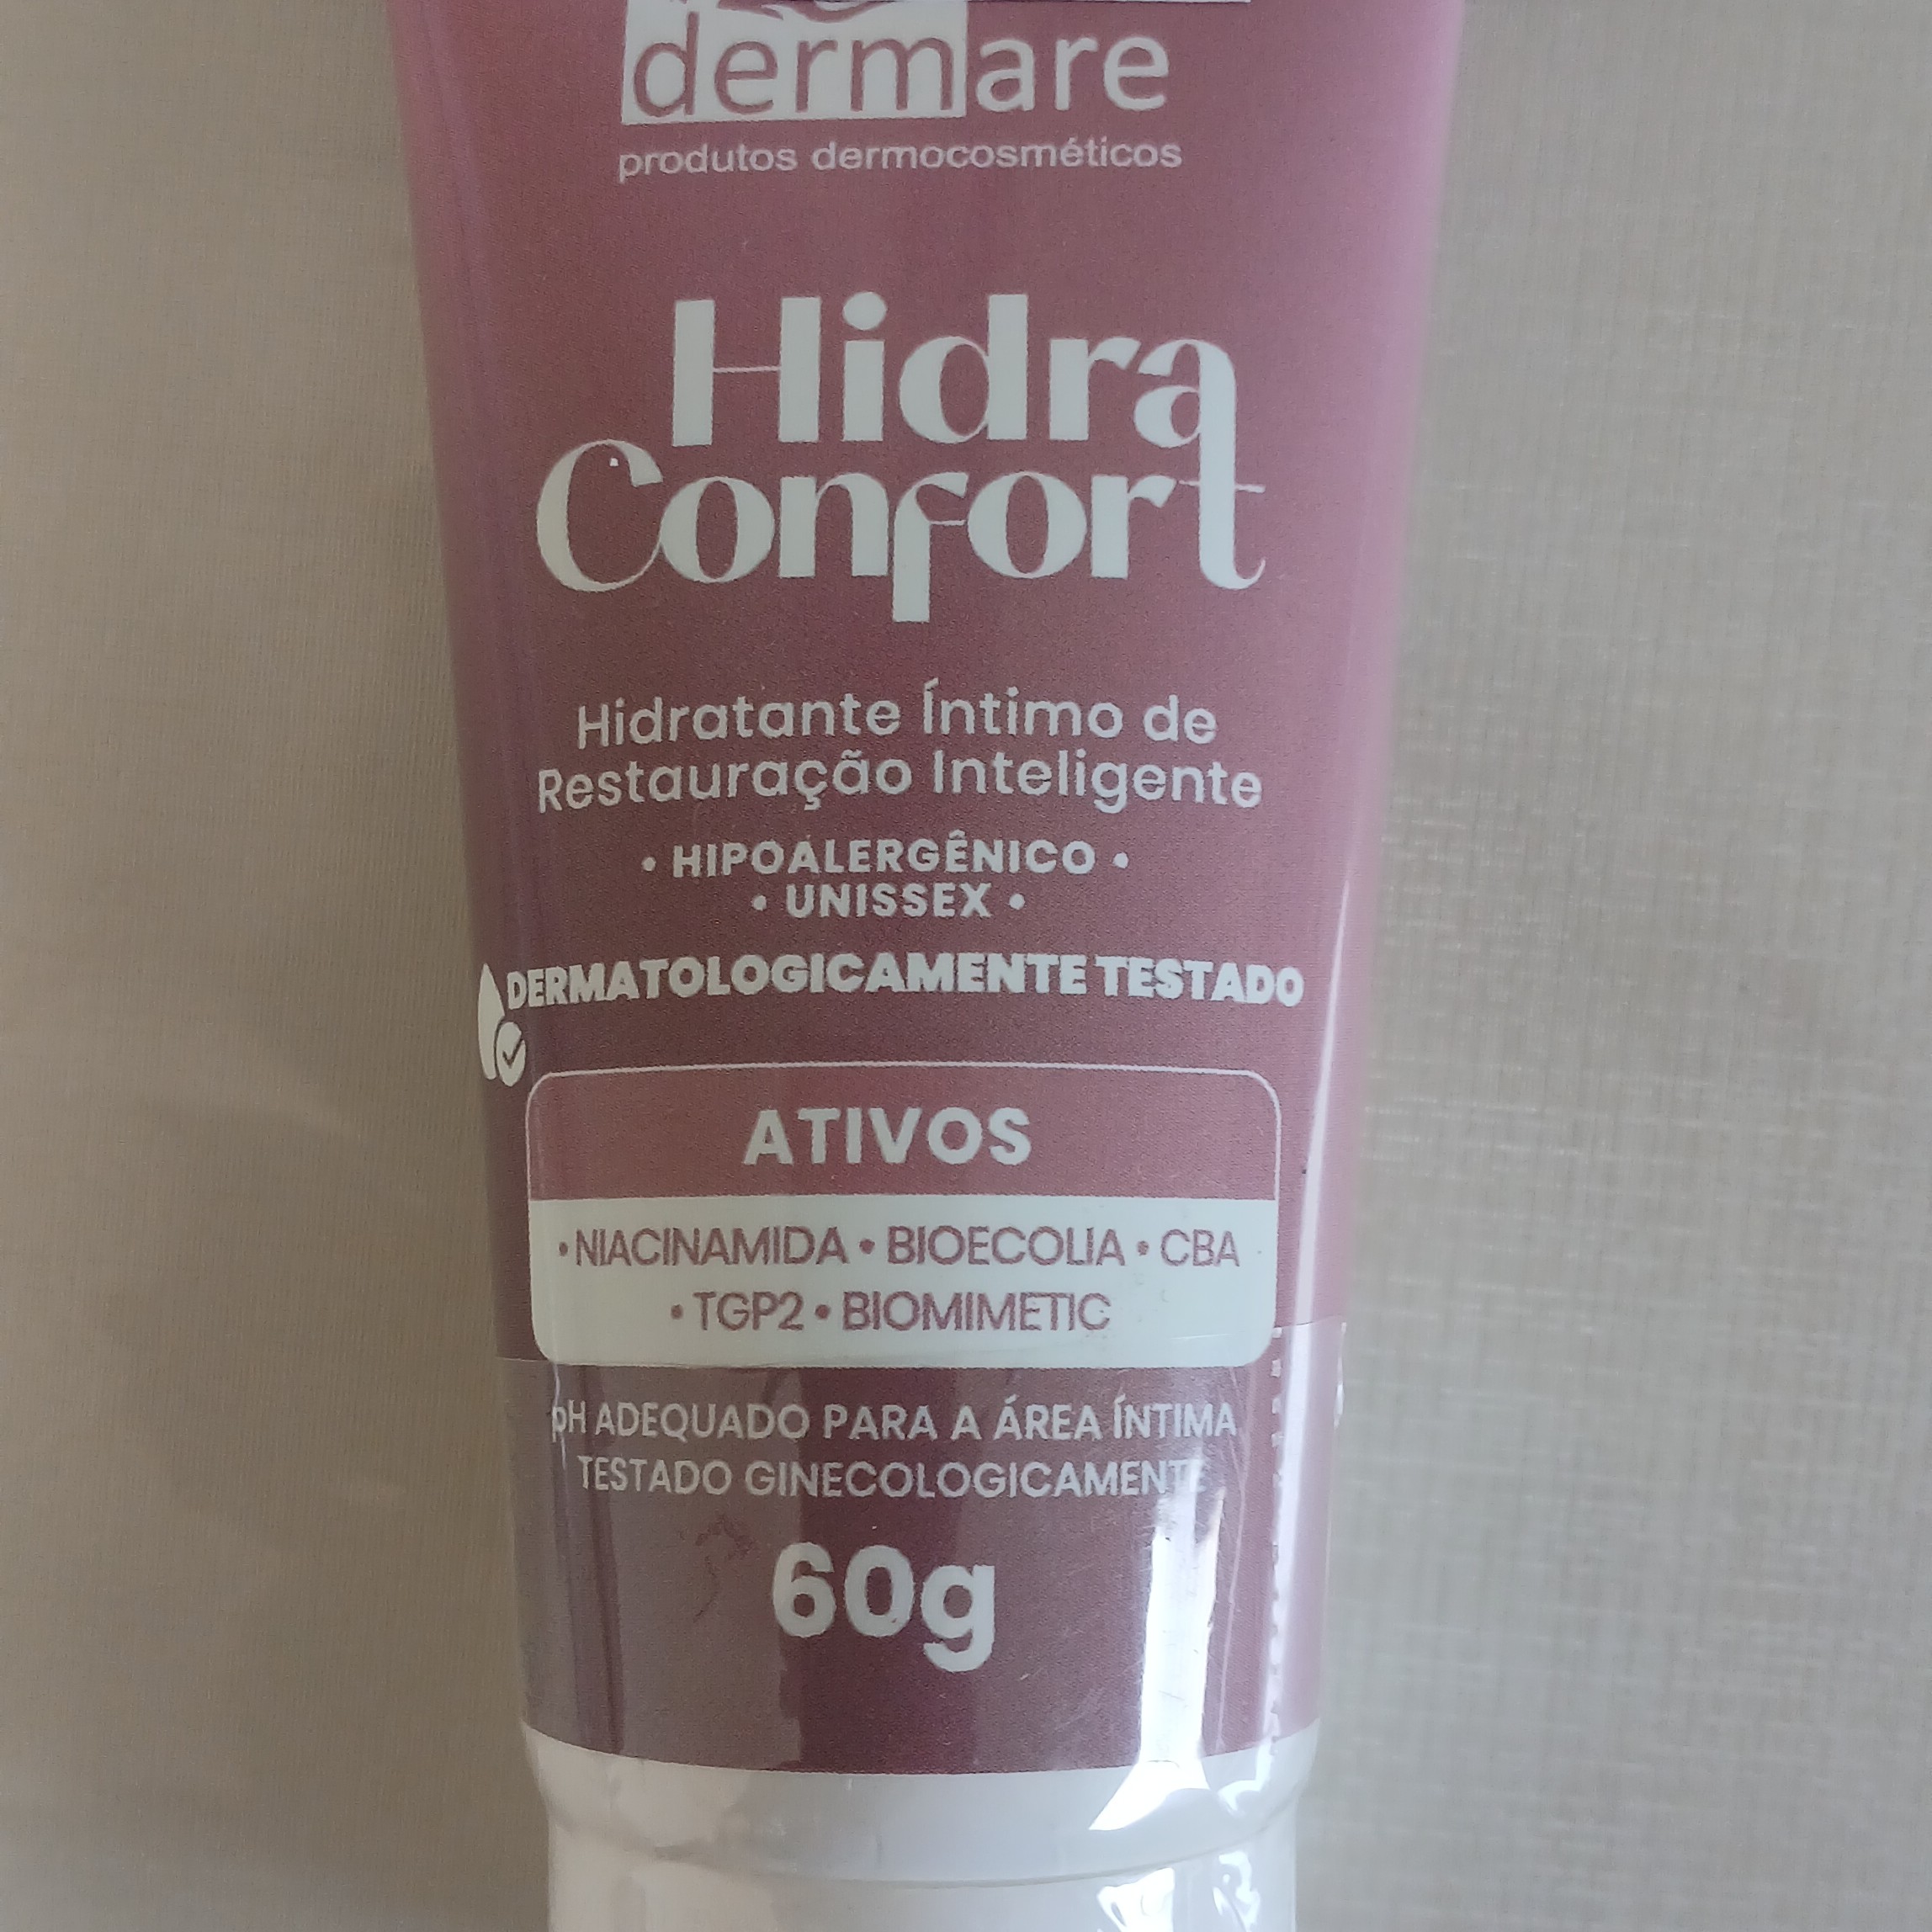 dermare
produtos dermocosméticos
Hidra
Confort
Hidratante Íntimo de
Restauração Inteligente
• HIPOALERGÊNICO •
• UNISSEX •
DERMATOLOGICAMENTE TESTADO
ATIVOS
• NIACINAMIDA • BIOECOLIA • CBA
• TGP2 • BIOMIMETIC
pH ADEQUADO PARA A ÁREA ÍNTIMA
TESTADO GINECOLOGICAMENTE
60g